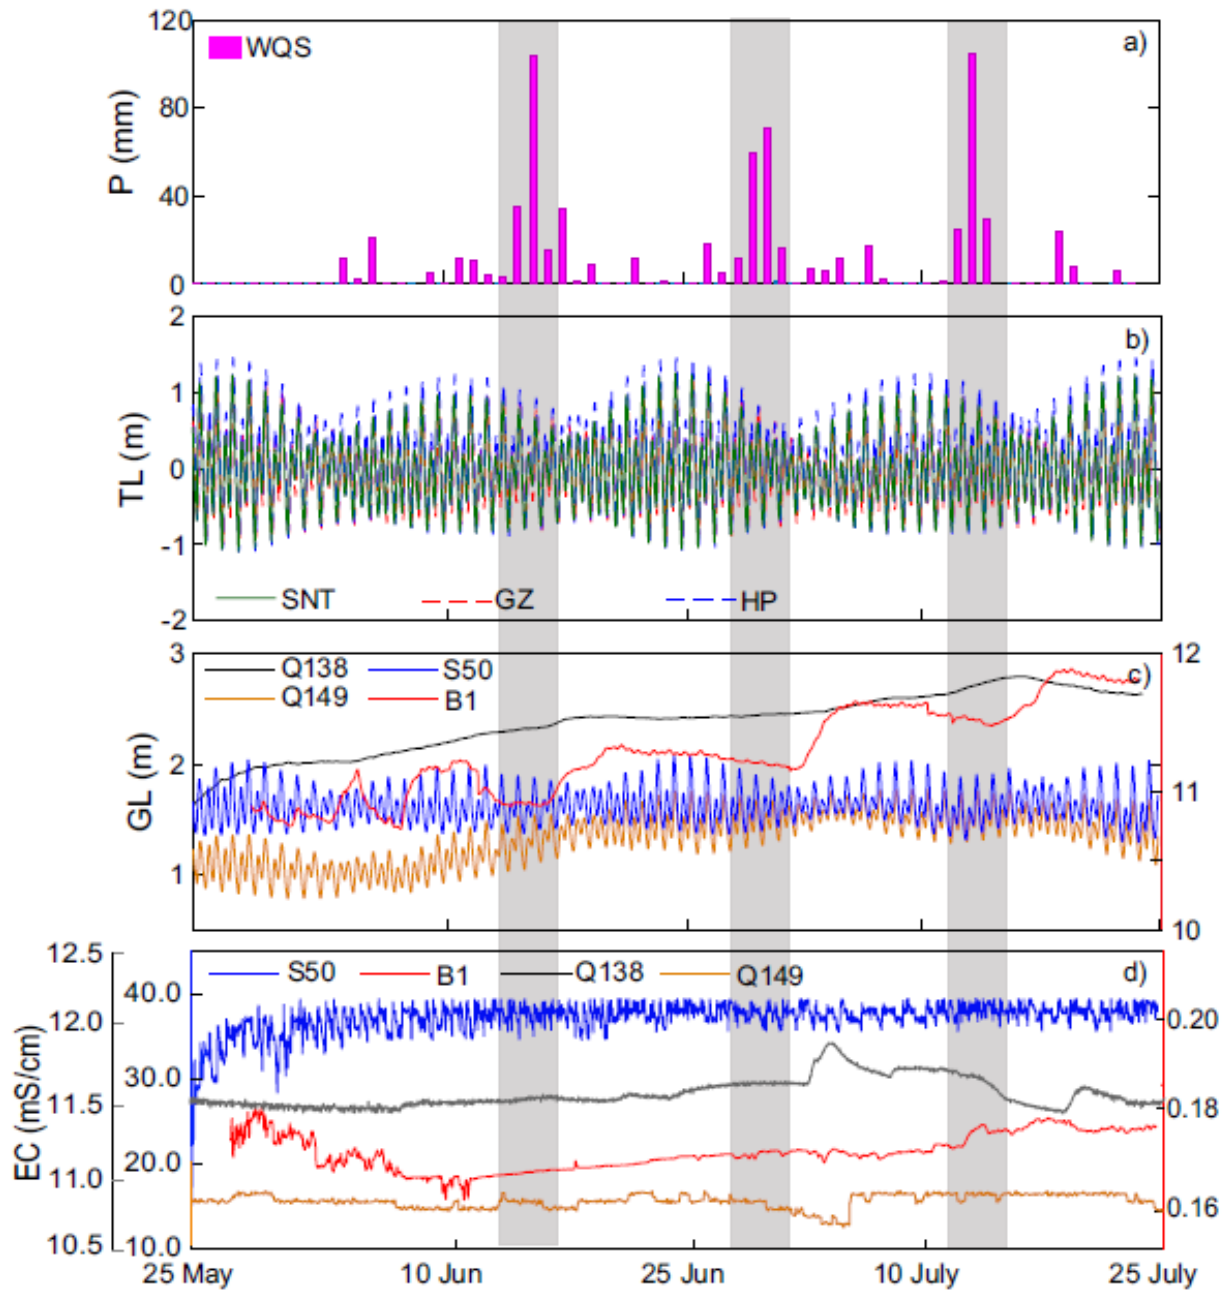 120
WQS
a)
80
P (mm)
40
0
2
b)
1
TL (m)
0
-1
SNT
GZ
HP
-2
3
12
Q138
S50
c)
Q149
B1
2
GL (m)
11
1
10
12.5
S50
B1
Q138
Q149
d)
40.0
12.0
0.20
30.0
EC (mS/cm)
11.5
0.18
20.0
11.0
0.16
10.5
10.0
25 May
10 Jun
25 Jun
10 July
25 July